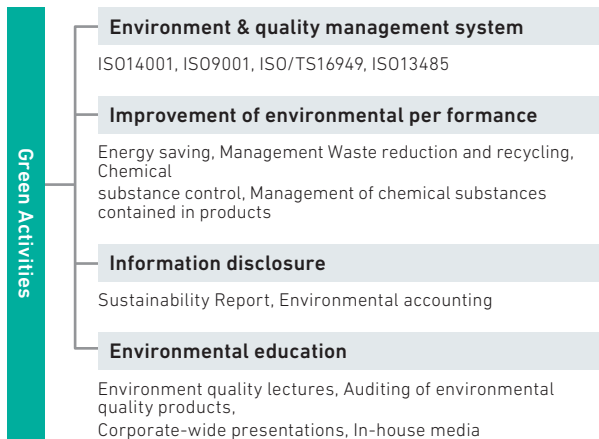 Green Activities
Environment & quality management system
ISO14001, ISO9001, ISO/TS16949, ISO13485
Improvement of environmental per formance
Energy saving, Management Waste reduction and recycling,
Chemical
substance control, Management of chemical substances
contained in products
Information disclosure
Sustainability Report, Environmental accounting
Environmental education
Environment quality lectures, Auditing of environmental
quality products,
Corporate-wide presentations, In-house media